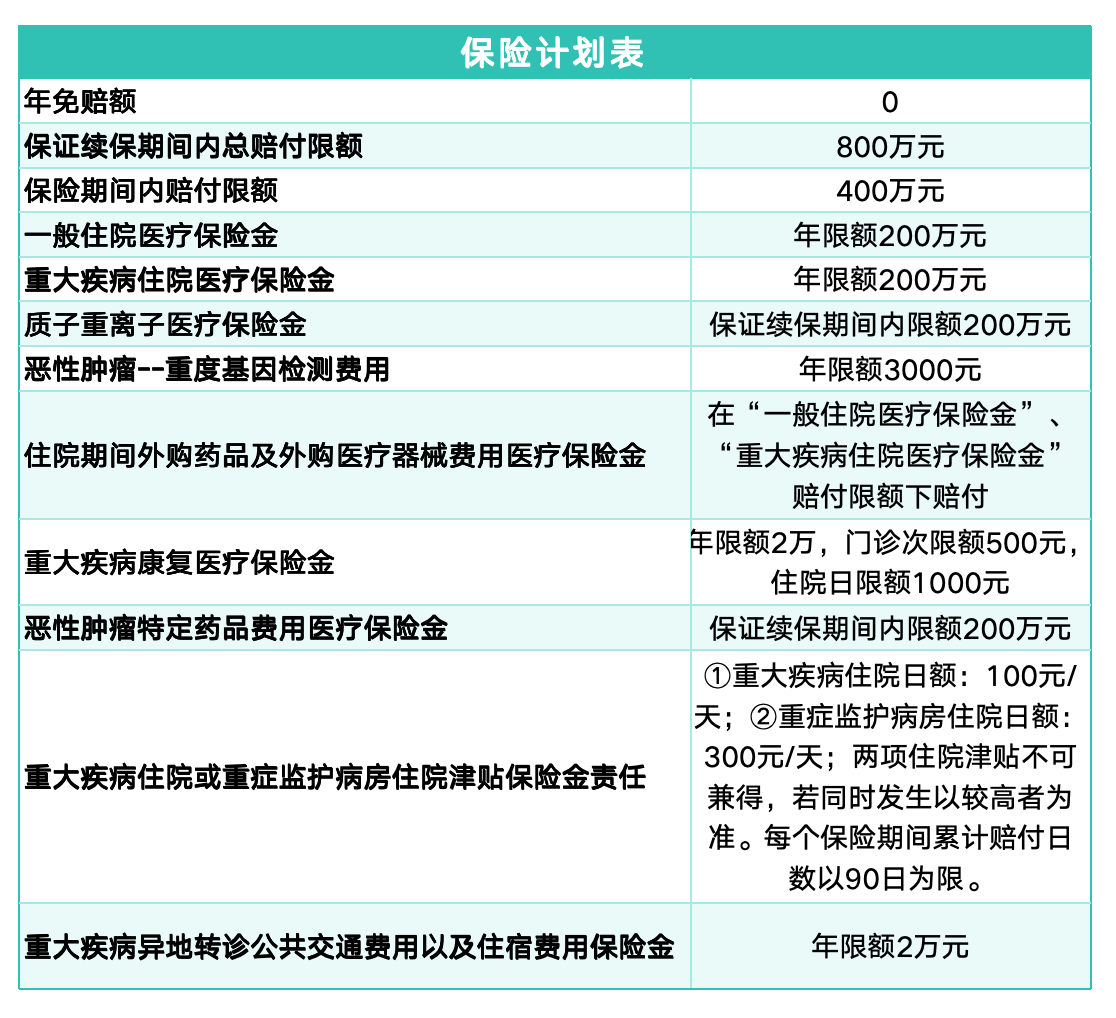 保险计划表
年免赔额
0
保证续保期间内总赔付限额
800万元
保险期间内赔付限额
400万元
一般住院医疗保险金
年限额200万元
重大疾病住院医疗保险金
年限额200万元
质子重离子医疗保险金
保证续保期间内限额200万元
恶性肿瘤--重度基因检测费用
年限额3000元
住院期间外购药品及外购医疗器械费用医疗保险金
在“一般住院医疗保险金”、
“重大疾病住院医疗保险金”
赔付限额下赔付
重大疾病康复医疗保险金
年限额2万，门诊次限额500元，
住院日限额1000元
恶性肿瘤特定药品费用医疗保险金
保证续保期间内限额200万元
重大疾病住院或重症监护病房住院津贴保险金责任
①重大疾病住院日额：100元/
天；②重症监护病房住院日额：
300元/天；两项住院津贴不可
兼得，若同时发生以较高者为
准。每个保险期间累计赔付日
数以90日为限。
重大疾病异地转诊公共交通费用以及住宿费用保险金
年限额2万元